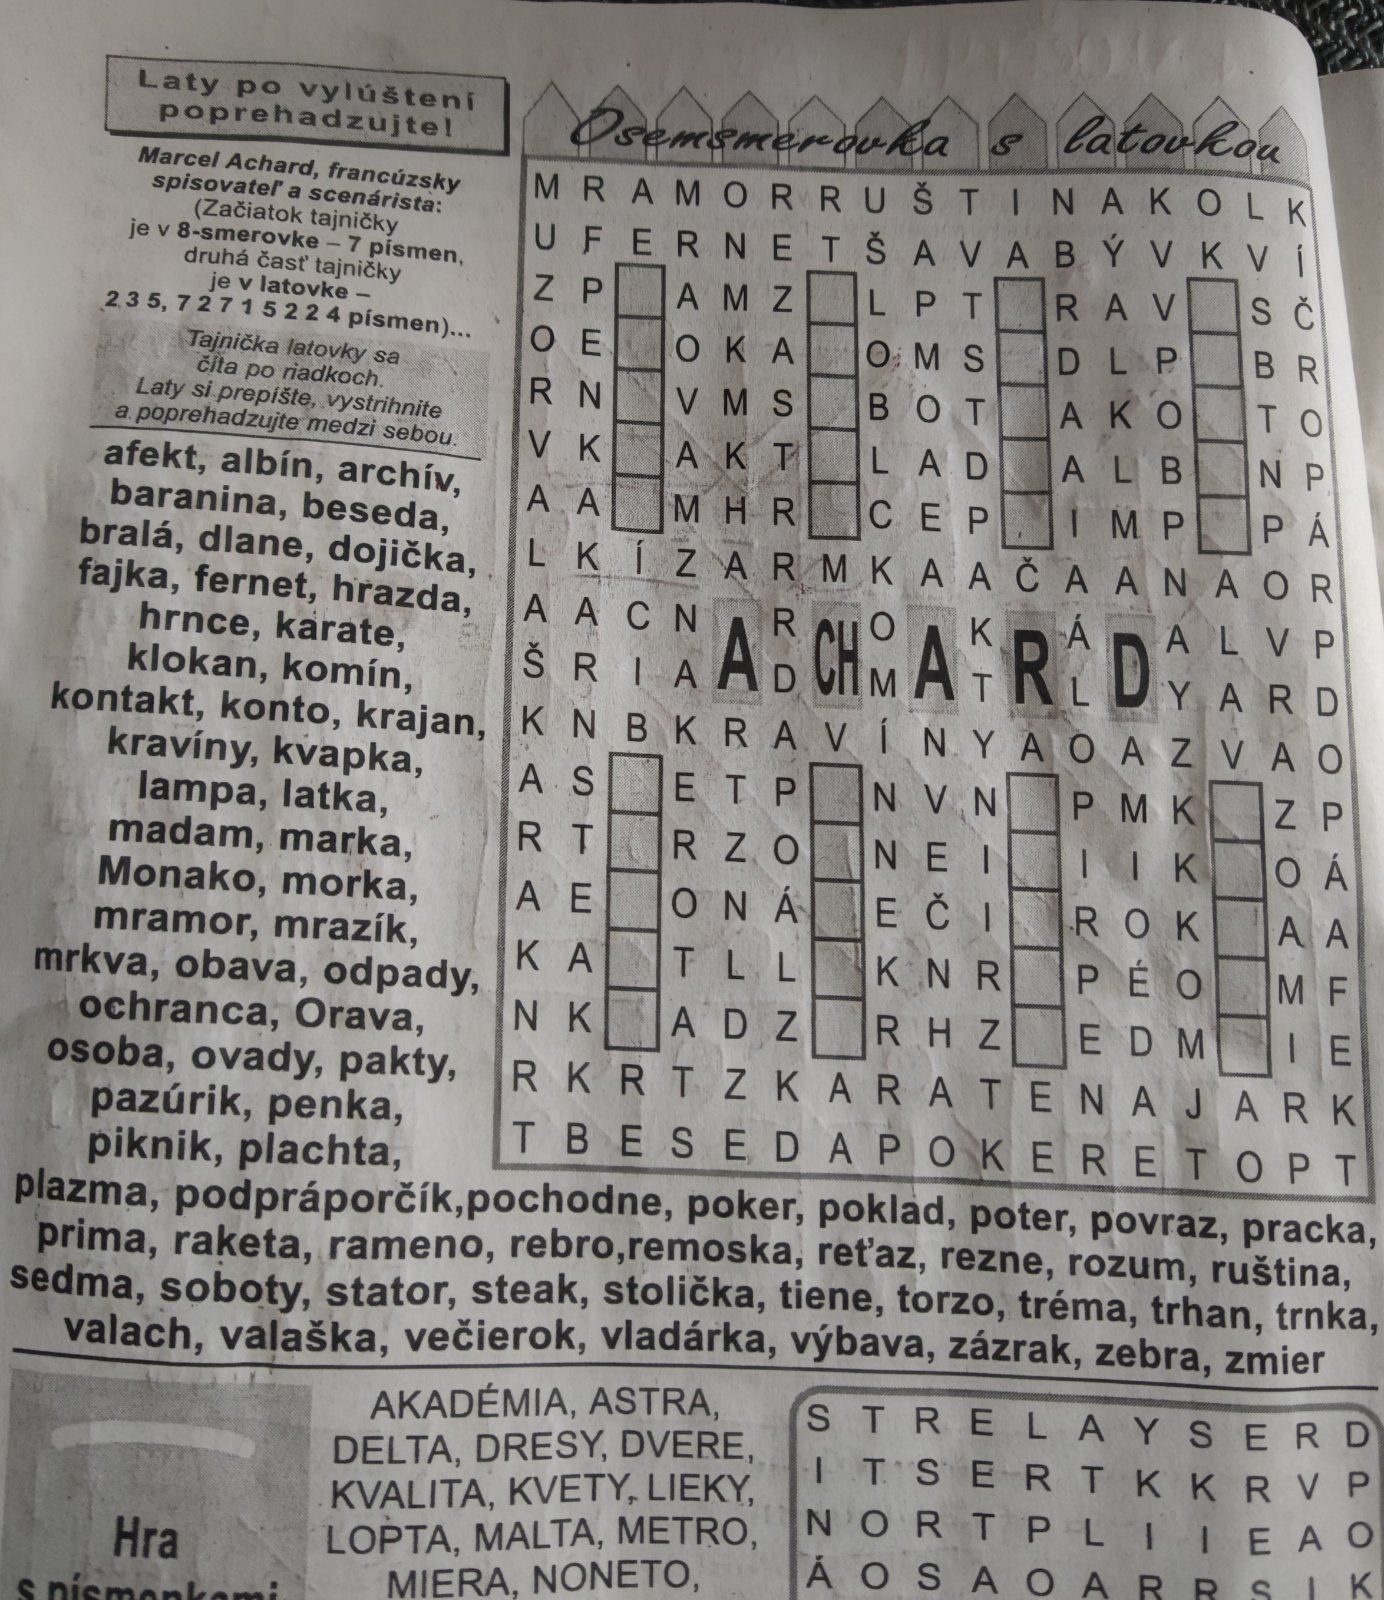 Laty po vylúštení
poprehadzujte!
Osemsmerovka s latovkou
Marcel Achard, francúzsky
spisovateľ a scenárista:
(Začiatok tajničky
je v 8-smerovke – 7 písmen,
druhá časť tajničky
je v latovke –
2 3 5, 7 2 7 1 5 2 2 4 písmen)...
Tajnička latovky sa
číta po riadkoch.
Laty si prepíšte, vystrihnite
a poprehadzujte medzi sebou.
afekt, albín, archív,
baranina, beseda,
bralá, dlane, dojička,
fajka, fernet, hrazda,
hrnce, karate,
klokan, komín,
kontakt, konto, krajan,
kravíny, kvapka,
lampa, latka,
madam, marka,
Monako, morka,
mramor, mrazík,
mrkva, obava, odpady,
ochranca, Orava,
osoba, ovady, pakty,
pazúrik, penka,
piknik, plachta,
plazma, podpráporčík,pochodne, poker, poklad, poter, povraz, pracka,
prima, raketa, rameno, rebro,remoska, reťaz, rezne, rozum, ruština,
sedma, soboty, stator, steak, stolička, tiene, torzo, tréma, trhan, trnka,
valach, valaška, večierok, vladárka, výbava, zázrak, zebra, zmier
M R A M O R R U Š T I N A K O L K
U F E R N E T Š A V A B Ý V K V Í
Z P A M Z L P T R A V S Č
O E O K A O M S D L P B R
R N V M S B O T A K O T O
V K A K T L A D A L B N P
A A M H R C E P I M P P Á
L K Í Z A R M K A A Č A A N A O R
A A C N R O K Á A L V P
ACHARD
Š R I A D M T L Y A R D
K N B K R A V Í N Y A O A Z V A O
A S E T P N V N P M K Z P
R T R Z O N E I I I K O Á
A E O N Á E Č I R O K A A
K A T L L K N R P É O M F
N K A D Z R H Z E D M I E
R K R T Z K A R A T E N A J A R K
T B E S E D A P O K E R E T O P T
Hra
s písmenkami
AKADÉMIA, ASTRA,
DELTA, DRESY, DVERE,
KVALITA, KVETY, LIEKY,
LOPTA, MALTA, METRO,
MIERA, NONETO,
S T R E L A Y S E R D
I T S E R T K K R V P
N O R T P L I I E A O
Á O S A O A R R S I K